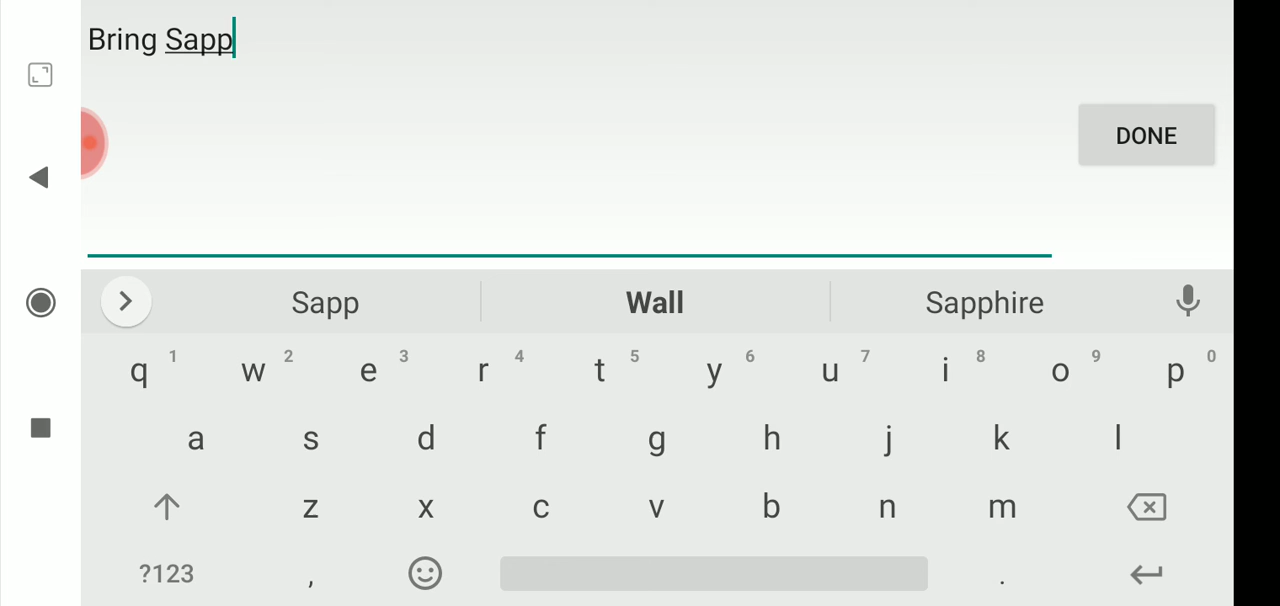 Bring Sapp
DONE
Sapp Wall Sapphire
q 1 w 2 e 3 r 4 t 5 y 6 u 7 i 8 o 9 p 0
a s d f g h j k l
z x c v b n m
?123 , .